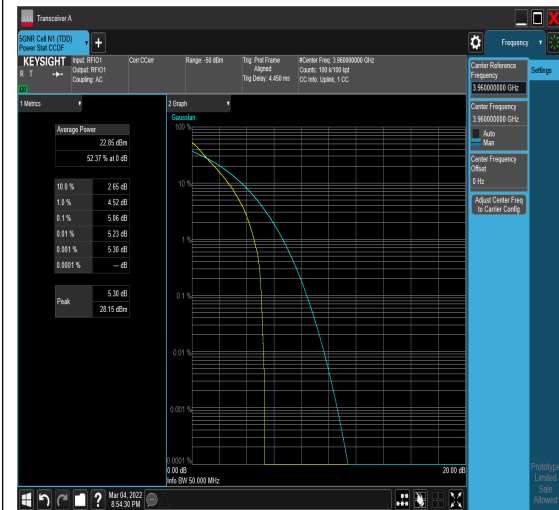 Transceiver A
5GNR Cell N1 (TDD)
Power Stat CCDF
+
Frequency
KEYSIGHT
R T
LXI
Input: RFIO1
Output: RFIO1
Coupling: AC
Corr CCorr
Range: -50 dBm
Trig: Prot Frame
Aligned
Trig Delay: 4.450 ms
#Center Freq: 3.960000000 GHz
Counts: 100 k/100 kpt
CC Info: Uplink, 1 CC
Carrier Reference
Frequency
3.960000000 GHz
Settings
Center Frequency
3.960000000 GHz
Auto
Man
Center Frequency
Offset
0 Hz
Adjust Center Freq
to Carrier Config
1 Metrics
Average Power
22.85 dBm
52.37 % at 0 dB
10.0 % 2.65 dB
1.0 % 4.52 dB
0.1 % 5.06 dB
0.01 % 5.23 dB
0.001 % 5.30 dB
0.0001 % --- dB
Peak
5.30 dB
28.15 dBm
2 Graph
Gaussian
100 %
10 %
1 %
0.1 %
0.01 %
0.001 %
0.0001 %
0.00 dB
20.00 dB
Info BW 50.000 MHz
Mar 04, 2022
8:54:30 PM
?
Prototype
Limited
Sale
Allowed